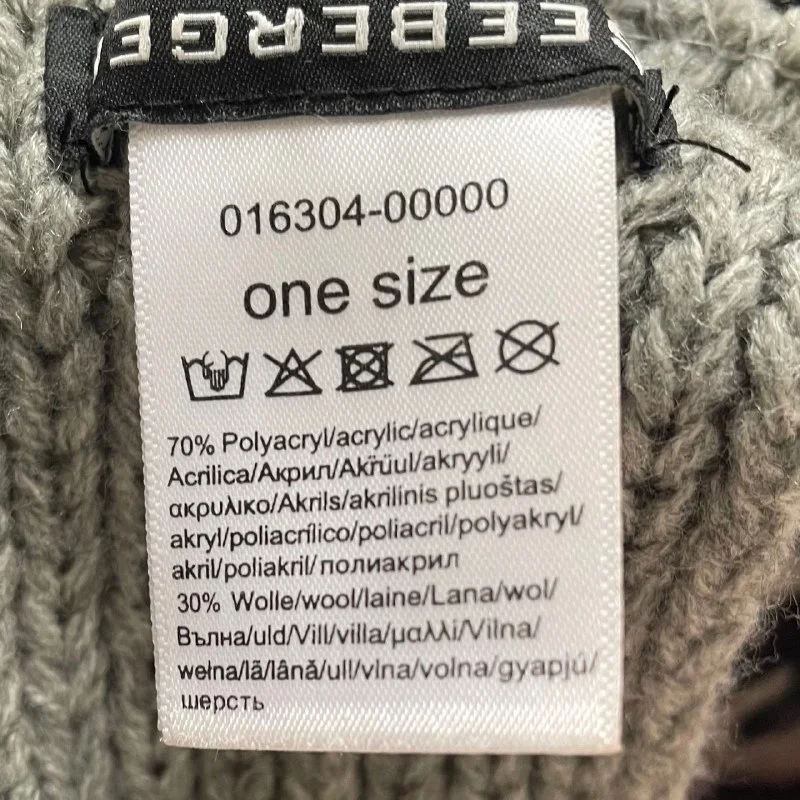 EEBERGE
016304-00000
one size
70% Polyacryl/acrylic/acrylique/
Acrilica/Акрил/Akřüul/akryyli/
ακρυλικο/Akrils/akrilinis pluoštas/
akryl/poliacrílico/poliacril/polyakryl/
akril/poliakril/полиакрил
30% Wolle/wool/laine/Lana/wol/
Вълна/uld/Vill/villa/μαλλί/Vilna/
wełna/lã/lână/ull/vlna/volna/gyapjú/
шерсть